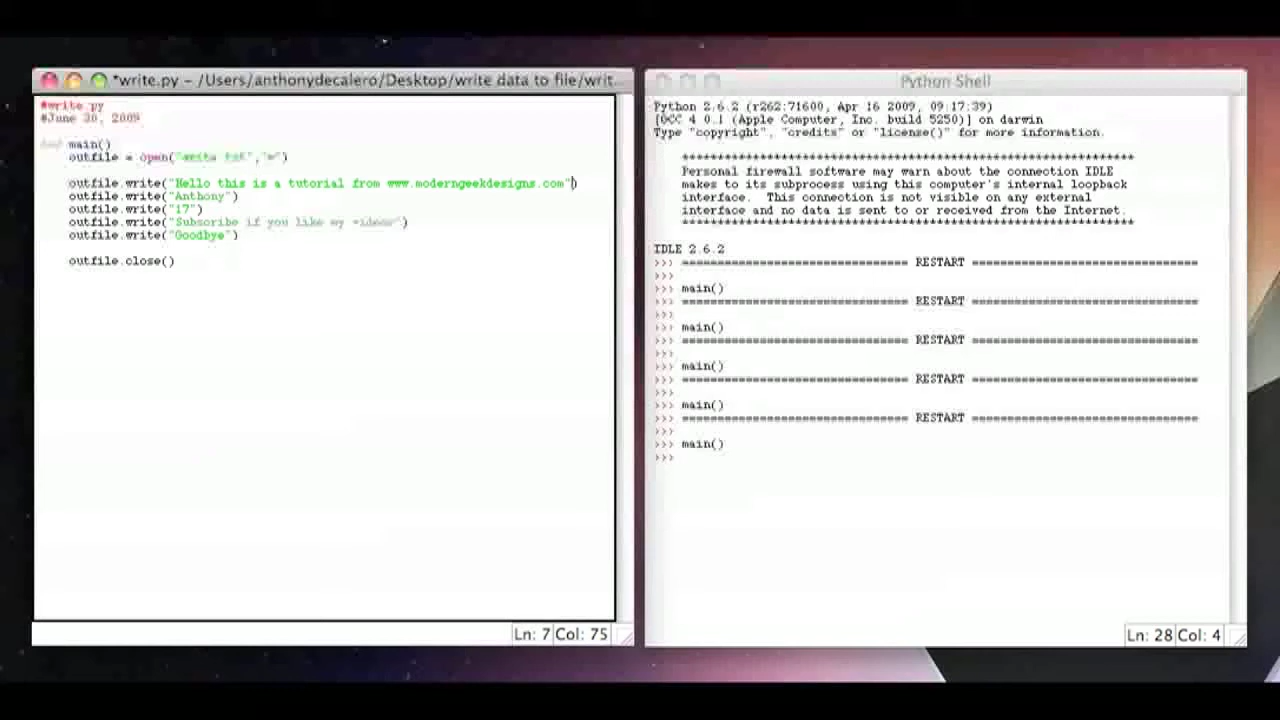 *write.py – /Users/anthonydecalero/Desktop/write data to file/writ...
#write.py
#June 30, 2009
def main()
outfile = open("write.txt","w")
outfile.write("Hello this is a tutorial from www.moderngeekdesigns.com")
outfile.write("Anthony")
outfile.write("17")
outfile.write("Subscribe if you like my videos")
outfile.write("Goodbye")
outfile.close()
Ln: 7 Col: 75
Python Shell
Python 2.6.2 (r262:71600, Apr 16 2009, 09:17:39)
[GCC 4.0.1 (Apple Computer, Inc. build 5250)] on darwin
Type "copyright", "credits" or "license()" for more information.
****************************************************************
Personal firewall software may warn about the connection IDLE
makes to its subprocess using this computer's internal loopback
interface.  This connection is not visible on any external
interface and no data is sent to or received from the Internet.
****************************************************************
IDLE 2.6.2
>>> ================================ RESTART ================================
>>>
>>> main()
>>> ================================ RESTART ================================
>>>
>>> main()
>>> ================================ RESTART ================================
>>>
>>> main()
>>> ================================ RESTART ================================
>>>
>>> main()
>>> ================================ RESTART ================================
>>>
>>> main()
>>>
Ln: 28 Col: 4